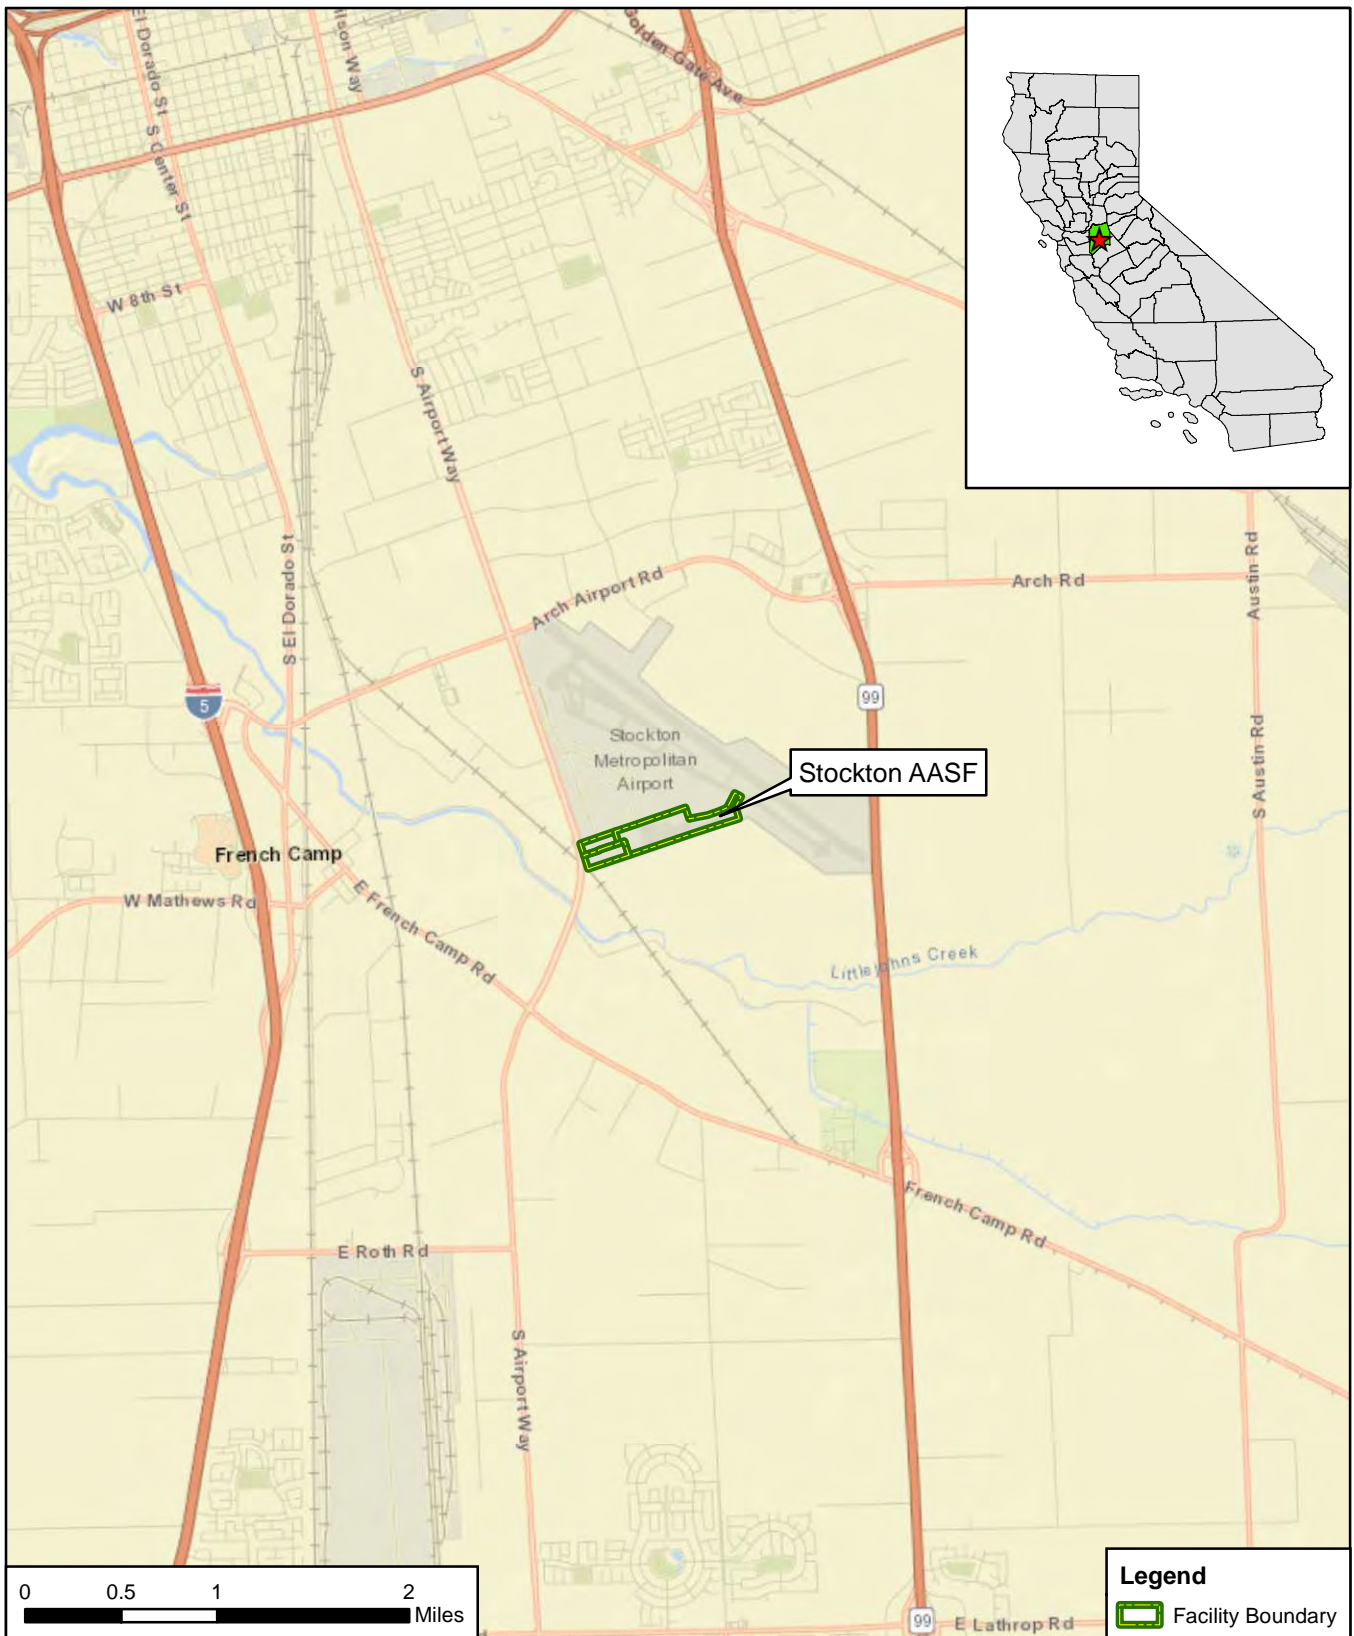 El Dorado St
S Center St
ilson Way
Golden Gate Ave
W 8th St
S Airport Way
S El Dorado St
Arch Airport Rd
Arch Rd
Austin Rd
5
99
Stockton
Metropolitan
Airport
Stockton AASF
S Austin Rd
French Camp
W Mathews Rd
E French Camp Rd
Littlejohns Creek
French Camp Rd
E Roth Rd
S Airport Way
99
E Lathrop Rd
0 0.5 1 2
Miles
Legend
Facility Boundary